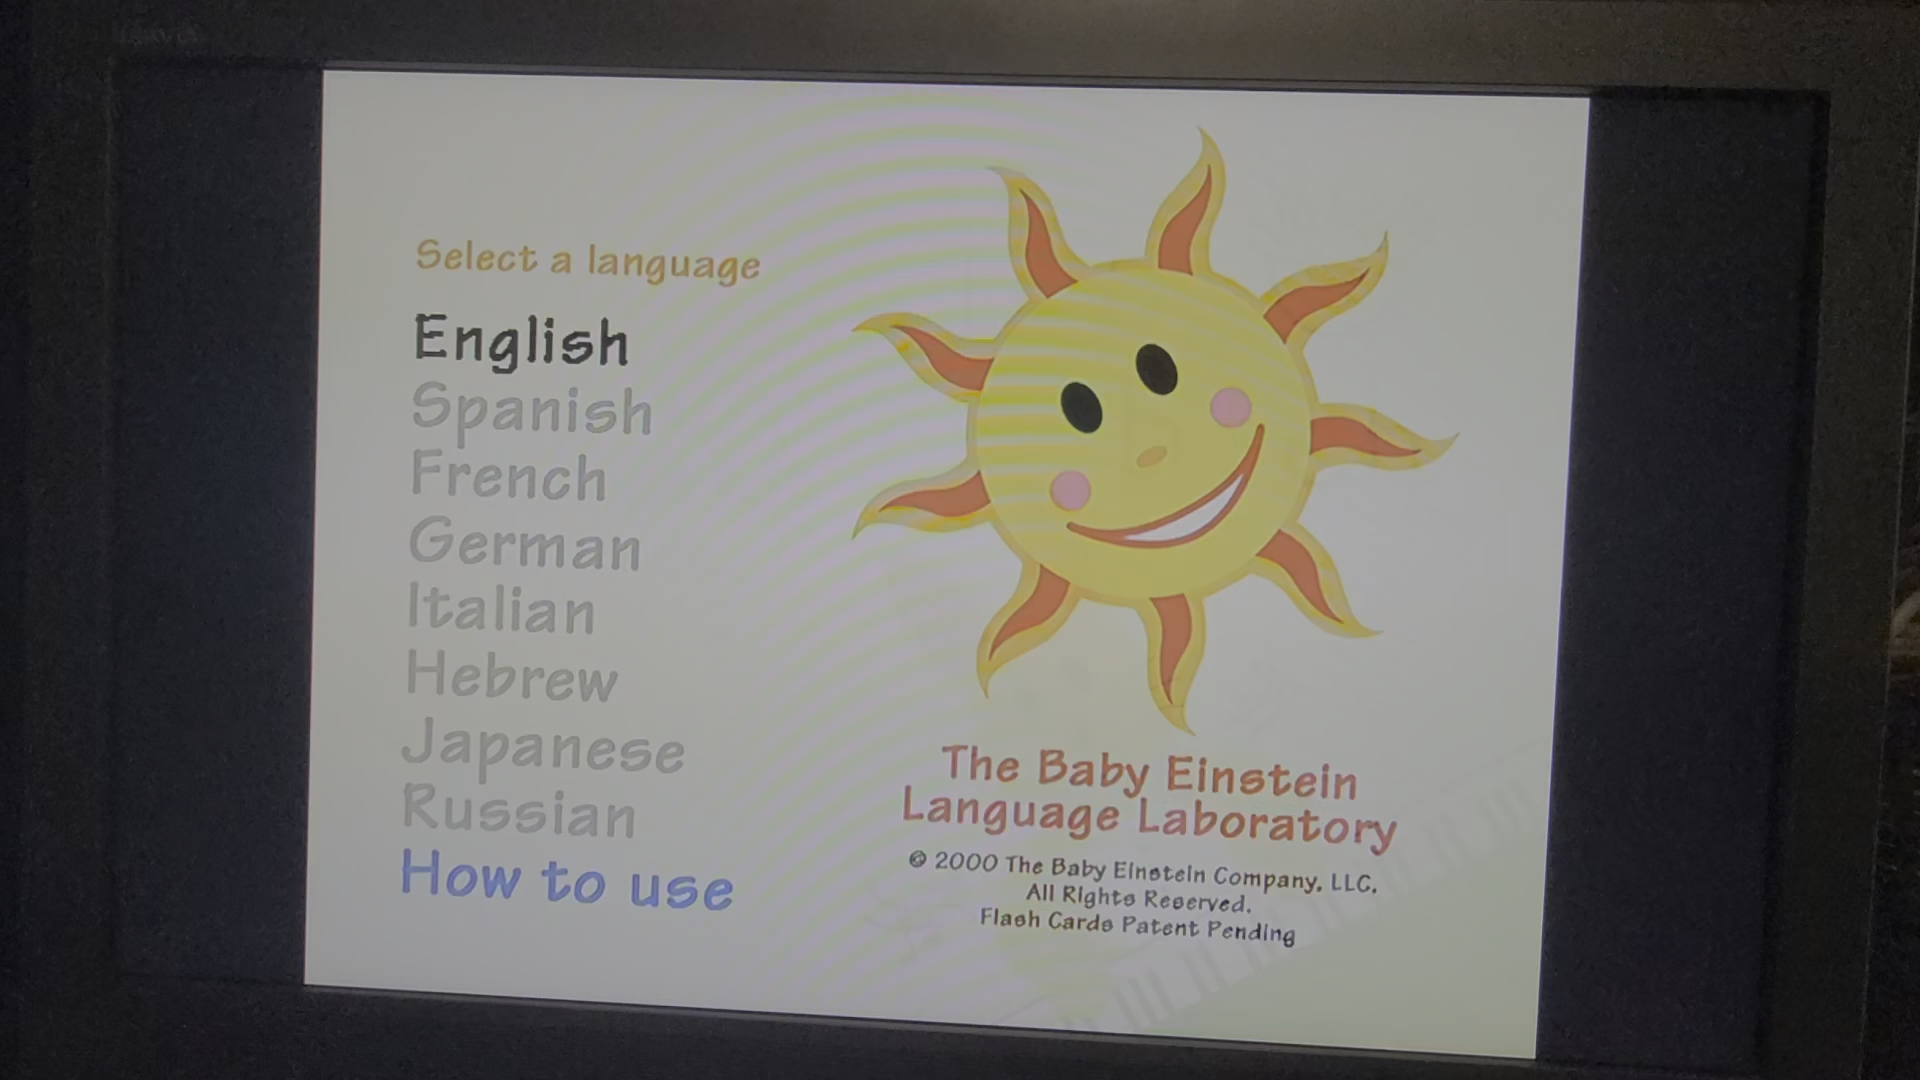 Select a language
English
Spanish
French
German
Italian
Hebrew
Japanese
Russian
How to use
The Baby Einstein
Language Laboratory
© 2000 The Baby Einstein Company, LLC.
All Rights Reserved.
Flash Cards Patent Pending